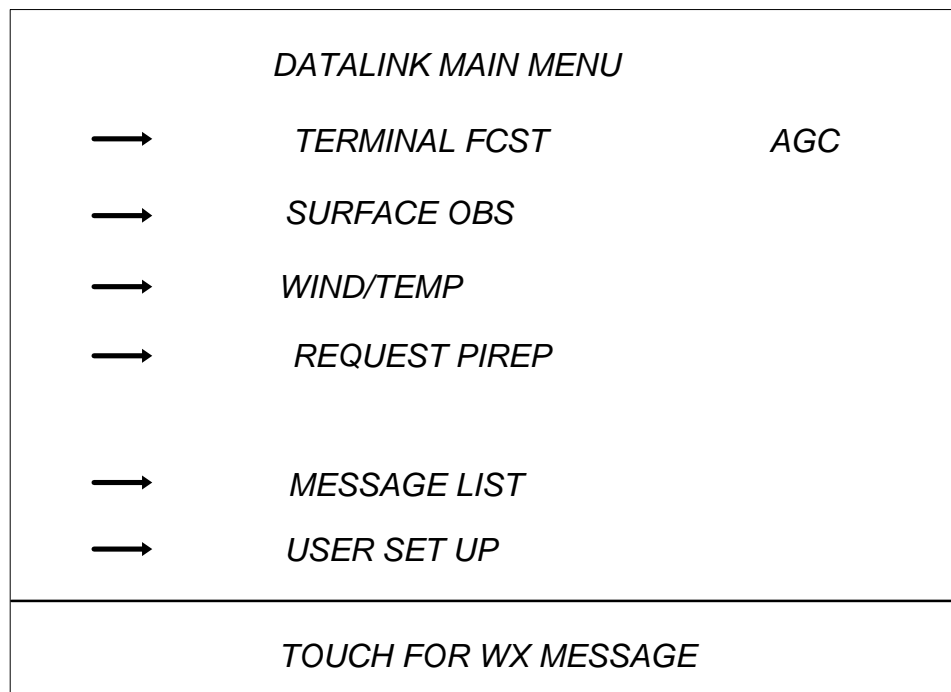 DATALINK MAIN MENU
TERMINAL FCST AGC
SURFACE OBS
WIND/TEMP
REQUEST PIREP
MESSAGE LIST
USER SET UP
TOUCH FOR WX MESSAGE